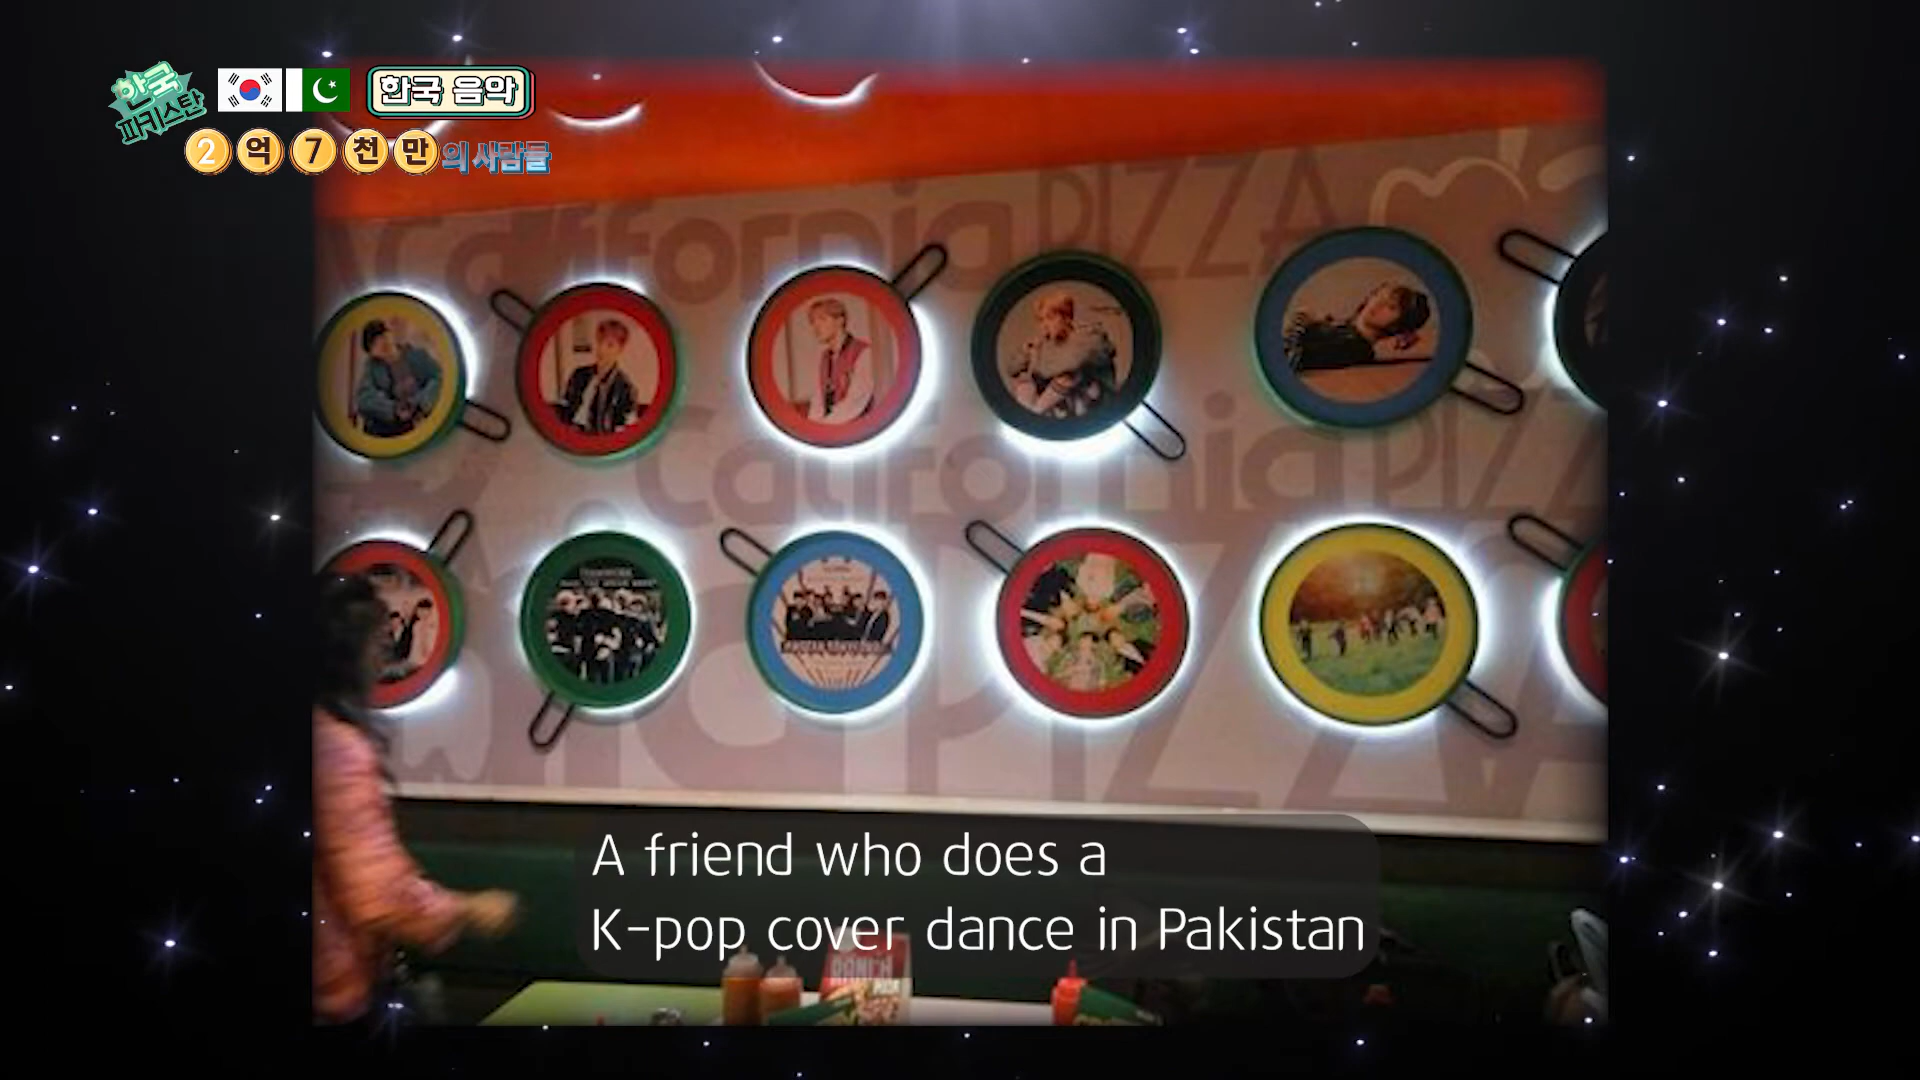 한국
파키스탄
한국 음악
2억 7천만의 사람들
California PIZZA
California PIZZA
PIZZA
A friend who does a
K-pop cover dance in Pakistan